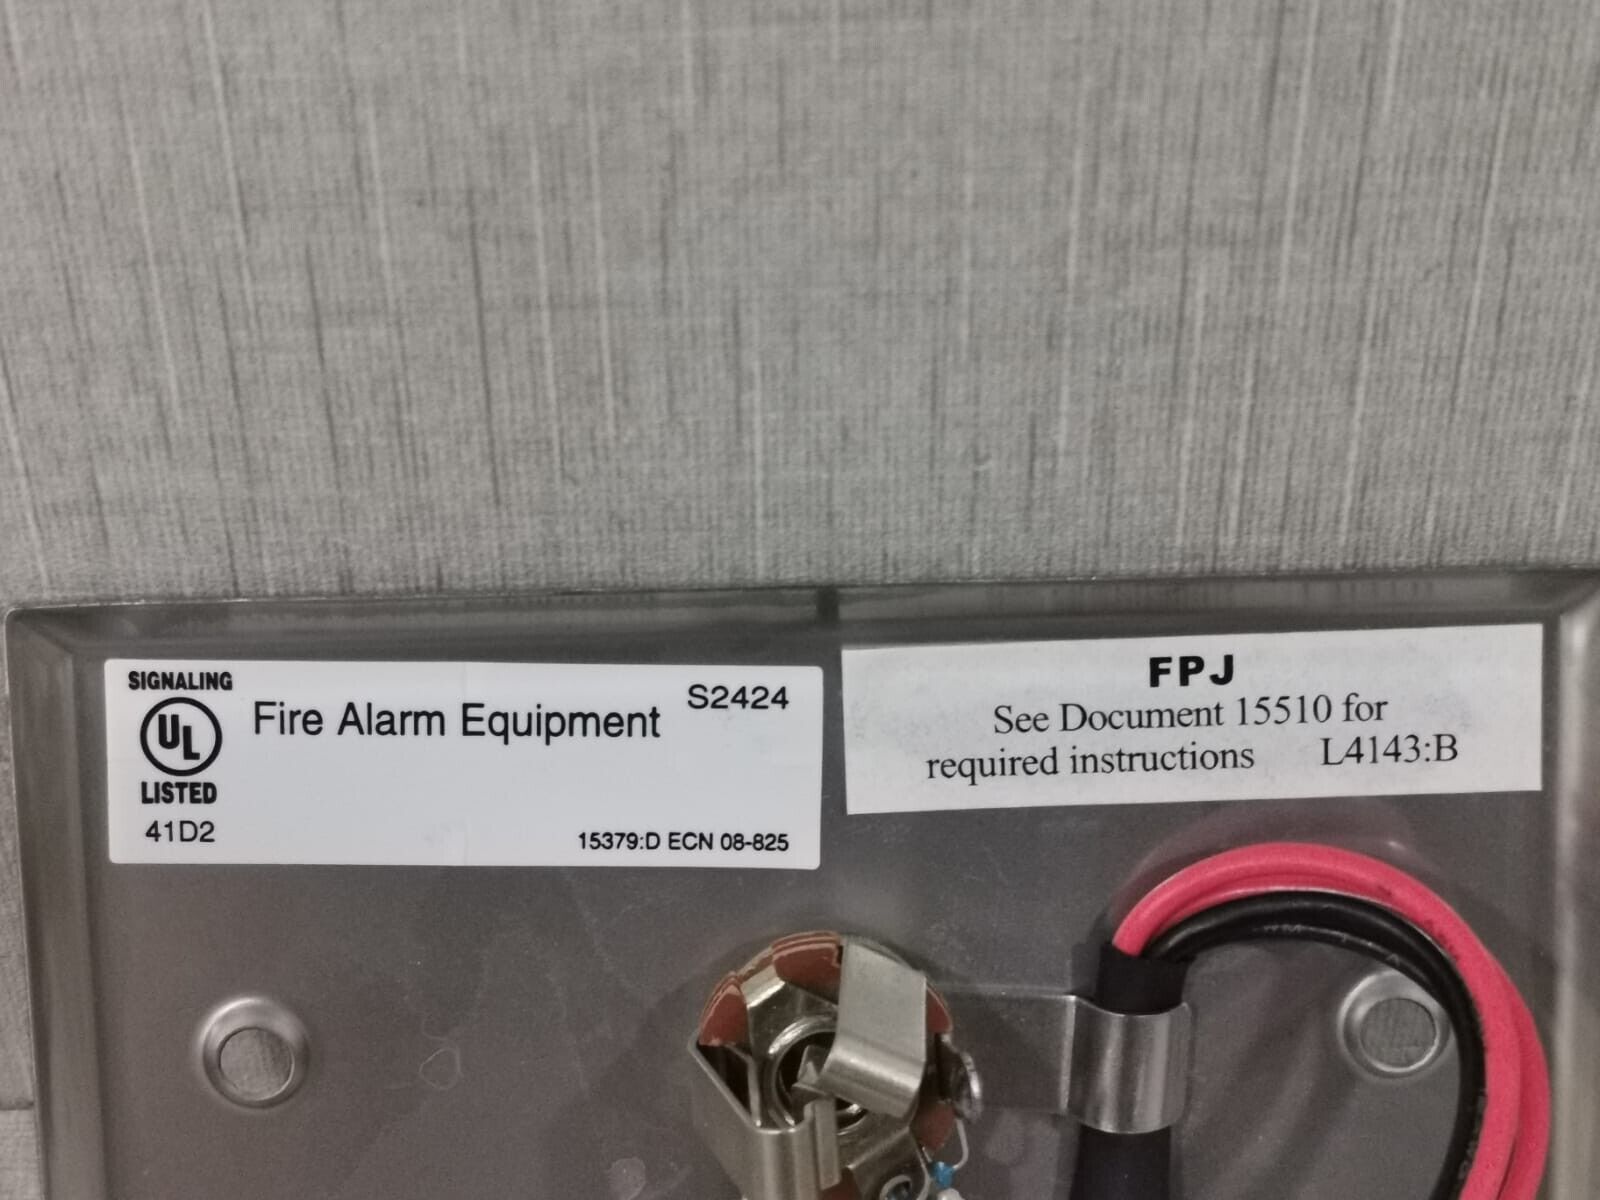 SIGNALING
UL
LISTED
41D2
Fire Alarm Equipment
S2424
15379:D ECN 08-825
FPJ
See Document 15510 for
required instructions L4143:B